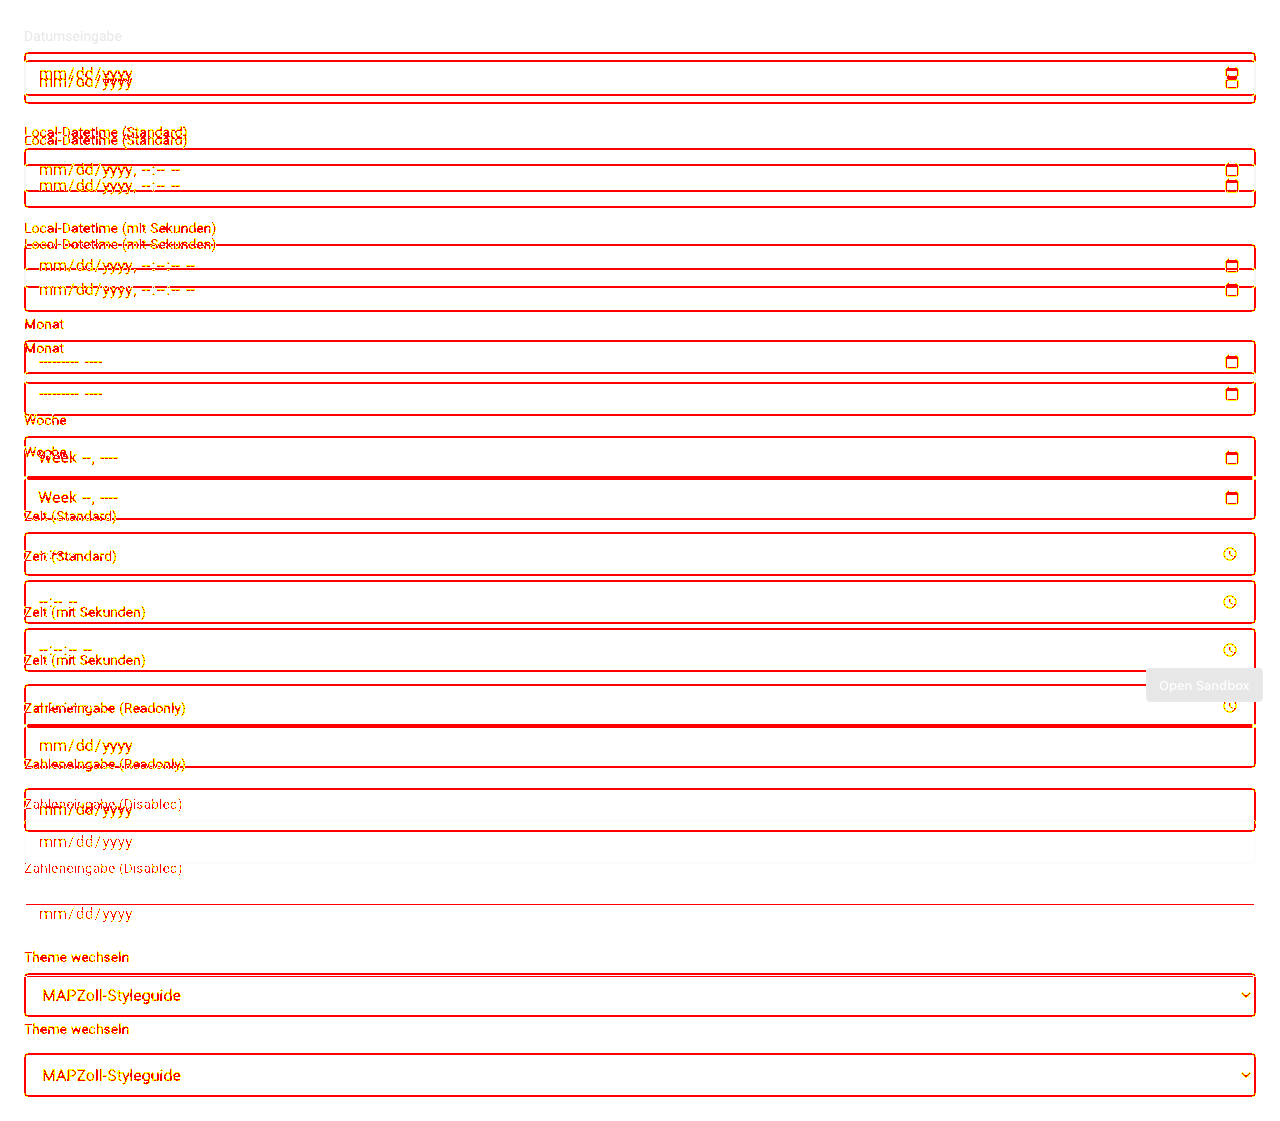 Datumseingabe
mm/dd/yyyy
mm/dd/yyyy
Local-Datetime (Standard)
Local-Datetime (Standard)
mm/dd/yyyy, --:-- --
mm/dd/yyyy, --:-- --
Local-Datetime (mit Sekunden)
Local-Datetime (mit Sekunden)
mm/dd/yyyy, --:--:-- --
mm/dd/yyyy, --:--:-- --
Monat
Monat
--------- ----
--------- ----
Woche
Woche
Week --, ----
Week --, ----
Zeit (Standard)
Zeit (Standard)
--:-- --
Zeit (mit Sekunden)
--:--:-- --
Zeit (mit Sekunden)
Open Sandbox
Zahleneingabe (Readonly)
mm/dd/yyyy
Zahleneingabe (Readonly)
Zahleneingabe (Disabled)
mm/dd/yyyy
mm/dd/yyyy
Zahleneingabe (Disabled)
mm/dd/yyyy
Theme wechseln
MAPZoll-Styleguide
Theme wechseln
MAPZoll-Styleguide